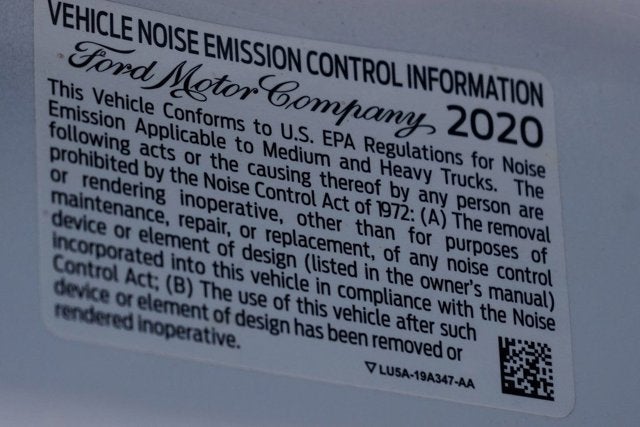 VEHICLE NOISE EMISSION CONTROL INFORMATION
Ford Motor Company 2020
This Vehicle Conforms to U.S. EPA Regulations for Noise
Emission Applicable to Medium and Heavy Trucks. The
following acts or the causing thereof by any person are
prohibited by the Noise Control Act of 1972: (A) The removal
or rendering inoperative, other than for purposes of
maintenance, repair, or replacement, of any noise control
device or element of design (listed in the owner's manual)
incorporated into this vehicle in compliance with the Noise
Control Act; (B) The use of this vehicle after such
device or element of design has been removed or
rendered inoperative.
LU5A-19A347-AA